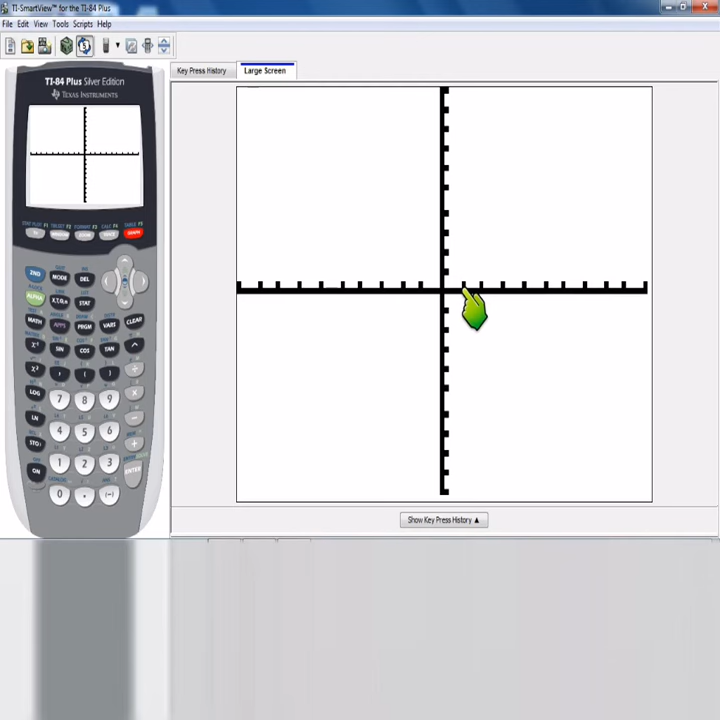 TI-SmartView™ for the TI-84 Plus
File Edit View Tools Scripts Help
Key Press History
Large Screen
TI-84 Plus Silver Edition
TEXAS INSTRUMENTS
2ND
MODE
DEL
ALPHA
X,T,Θ,n
STAT
MATH
APPS
PRGM
VARS
CLEAR
SIN
COS
TAN
^
,
(
)
÷
LOG
7
8
9
×
LN
4
5
6
−
STO
1
2
3
+
ON
0
.
(−)
ENTER
Show Key Press History ▲